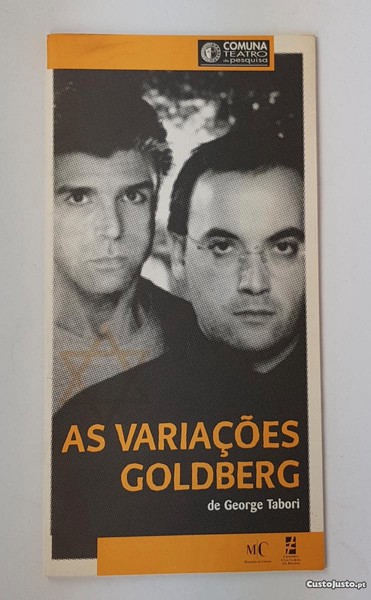 COMUNA
TEATRO
de pesquisa
AS VARIAÇÕES
GOLDBERG
de George Tabori
MC
CustoJusto.pt